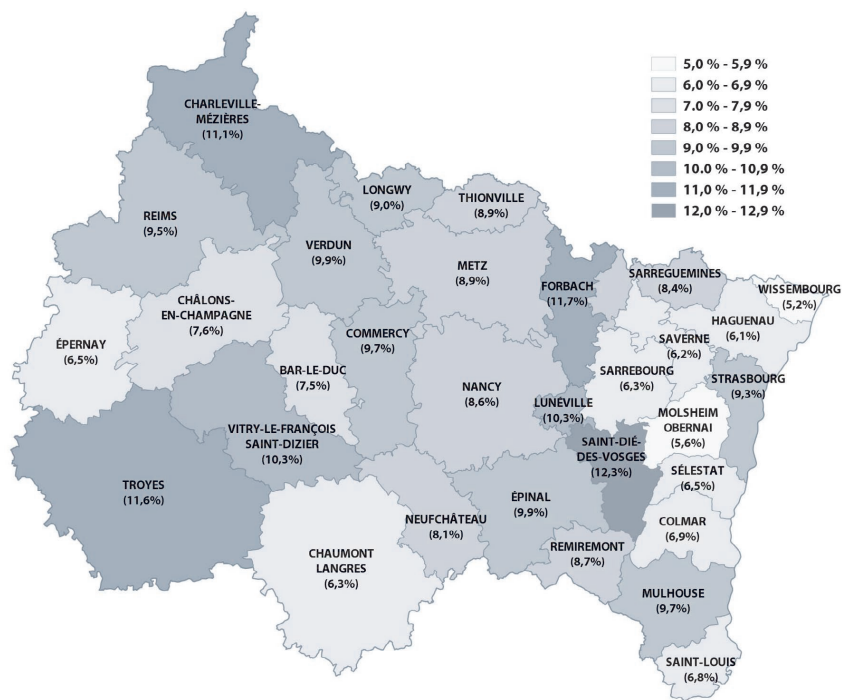 5,0 % - 5,9 %
6,0 % - 6,9 %
7.0 % - 7,9 %
8,0 % - 8,9 %
9,0 % - 9,9 %
10.0 % - 10,9 %
11,0 % - 11,9 %
12,0 % - 12,9 %
CHARLEVILLE-
MÉZIÈRES
(11,1%)
LONGWY
(9,0%)
THIONVILLE
(8,9%)
REIMS
(9,5%)
VERDUN
(9,9%)
METZ
(8,9%)
FORBACH
(11,7%)
SARREGUEMINES
(8,4%)
WISSEMBOURG
(5,2%)
CHÂLONS-
EN-CHAMPAGNE
(7,6%)
HAGUENAU
(6,1%)
ÉPERNAY
(6,5%)
COMMERCY
(9,7%)
SAVERNE
(6,2%)
BAR-LE-DUC
(7,5%)
SARREBOURG
(6,3%)
STRASBOURG
(9,3%)
NANCY
(8,6%)
LUNÉVILLE
(10,3%)
MOLSHEIM
OBERNAI
(5,6%)
VITRY-LE-FRANÇOIS
SAINT-DIZIER
(10,3%)
SAINT-DIÉ-
DES-VOSGES
(12,3%)
TROYES
(11,6%)
SÉLESTAT
(6,5%)
ÉPINAL
(9,9%)
NEUFCHÂTEAU
(8,1%)
COLMAR
(6,9%)
CHAUMONT
LANGRES
(6,3%)
REMIREMONT
(8,7%)
MULHOUSE
(9,7%)
SAINT-LOUIS
(6,8%)